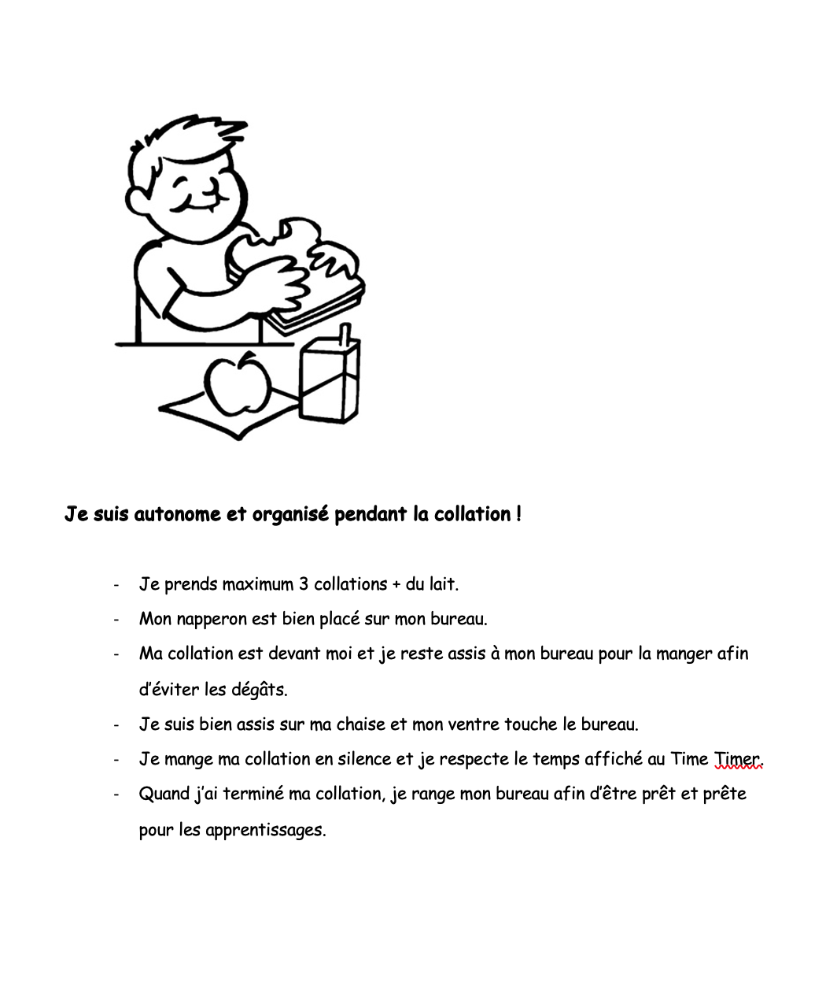 Je suis autonome et organisé pendant la collation !
- Je prends maximum 3 collations + du lait.
- Mon napperon est bien placé sur mon bureau.
- Ma collation est devant moi et je reste assis à mon bureau pour la manger afin
d'éviter les dégâts.
- Je suis bien assis sur ma chaise et mon ventre touche le bureau.
- Je mange ma collation en silence et je respecte le temps affiché au Time Timer.
- Quand j'ai terminé ma collation, je range mon bureau afin d'être prêt et prête
pour les apprentissages.